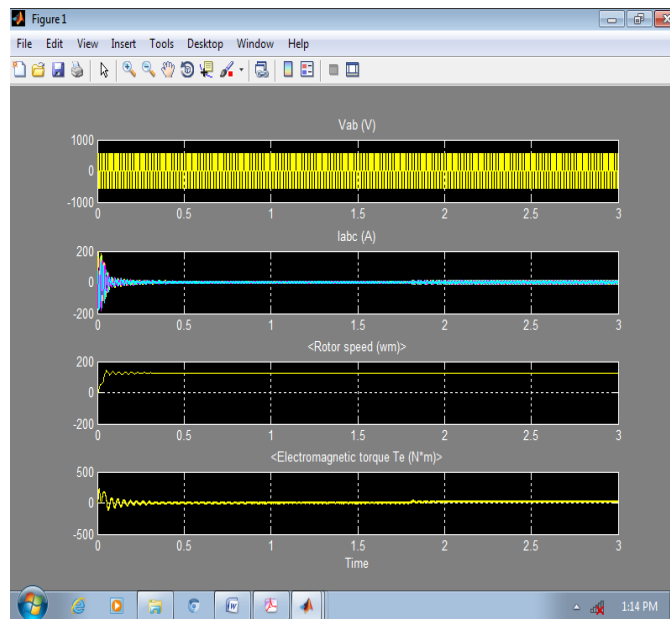 Figure 1
File Edit View Insert Tools Desktop Window Help
Vab (V)
1000
0
-1000
0 0.5 1 1.5 2 2.5 3
Iabc (A)
200
0
-200
0 0.5 1 1.5 2 2.5 3
<Rotor speed (wm)>
200
0
-200
0 0.5 1 1.5 2 2.5 3
<Electromagnetic torque Te (N*m)>
500
0
-500
0 0.5 1 1.5 2 2.5 3
Time
1:14 PM